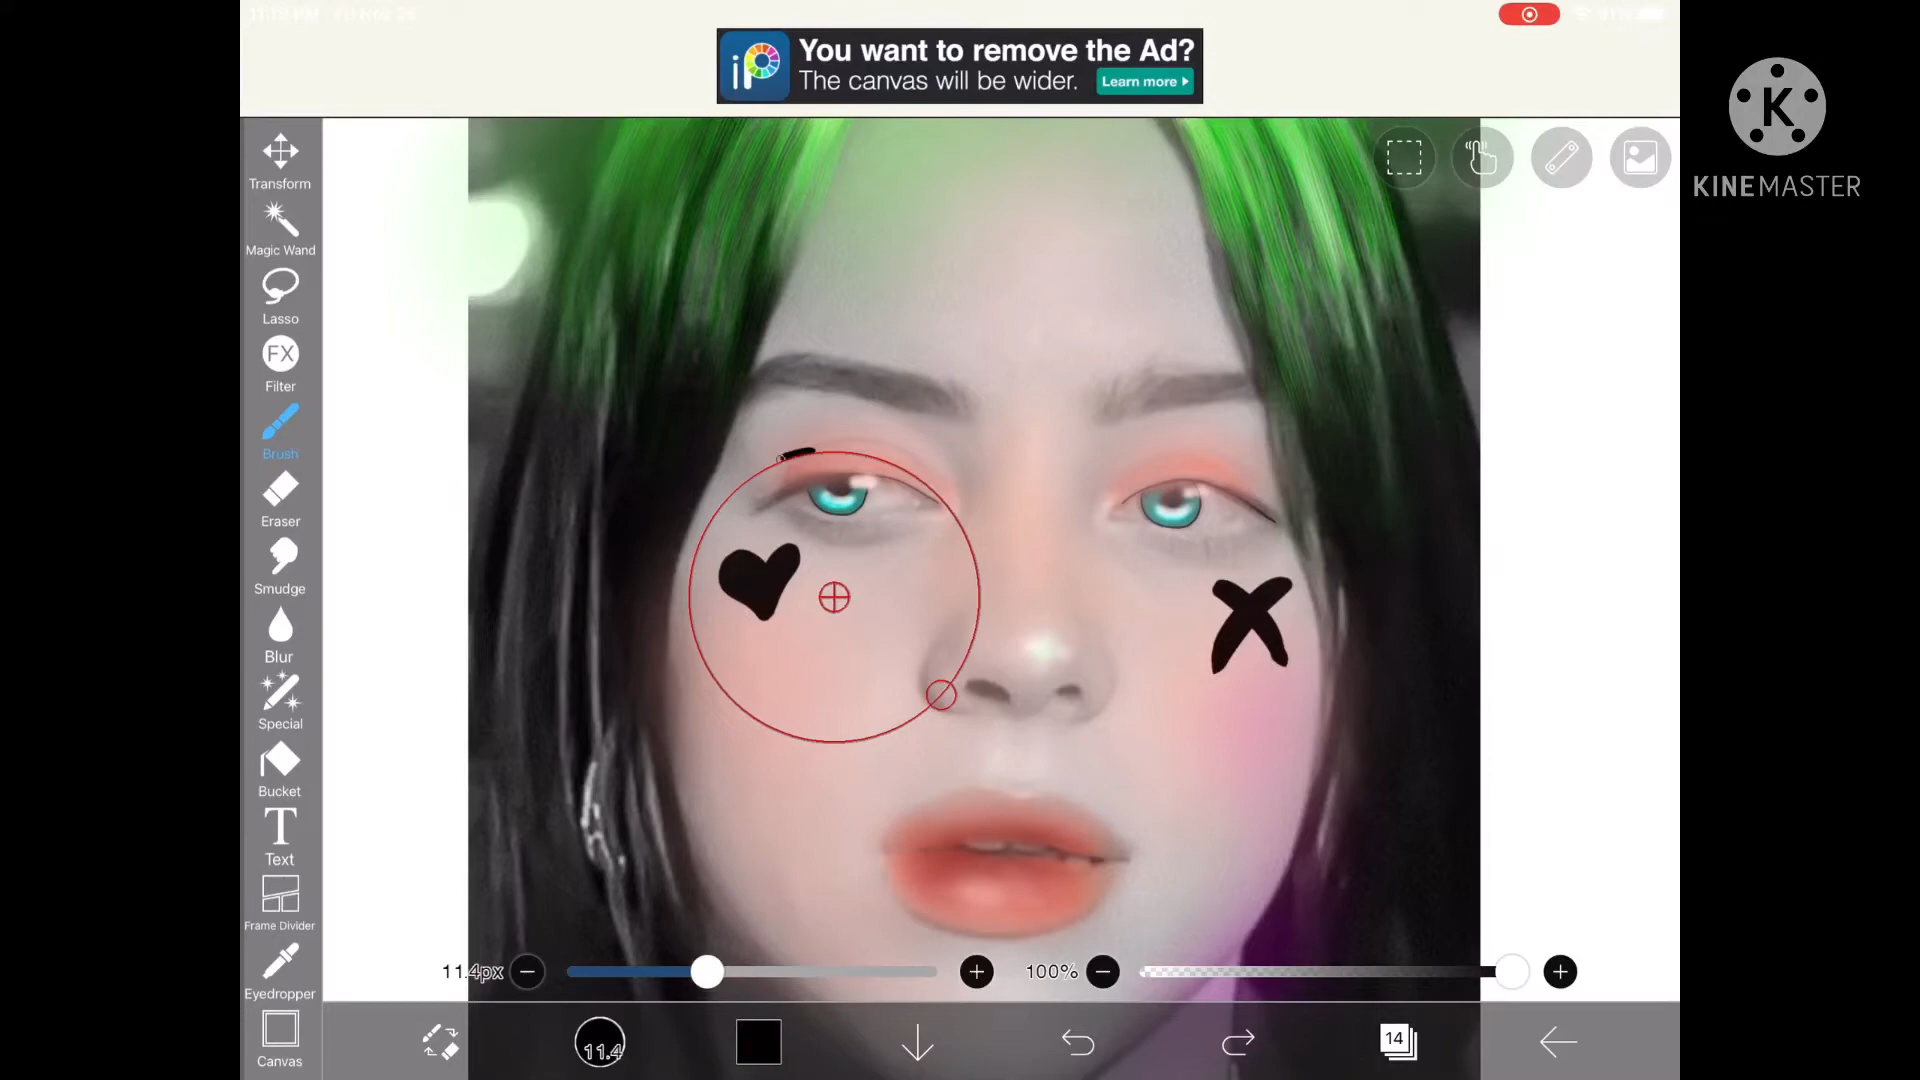 You want to remove the Ad?
iP
The canvas will be wider.
Learn more
K
KINEMASTER
Transform
Magic Wand
Lasso
FX
Filter
Brush
Eraser
Smudge
Blur
Special
Bucket
T
Text
Frame Divider
Eyedropper
Canvas
11.4px
100%
11.4
14